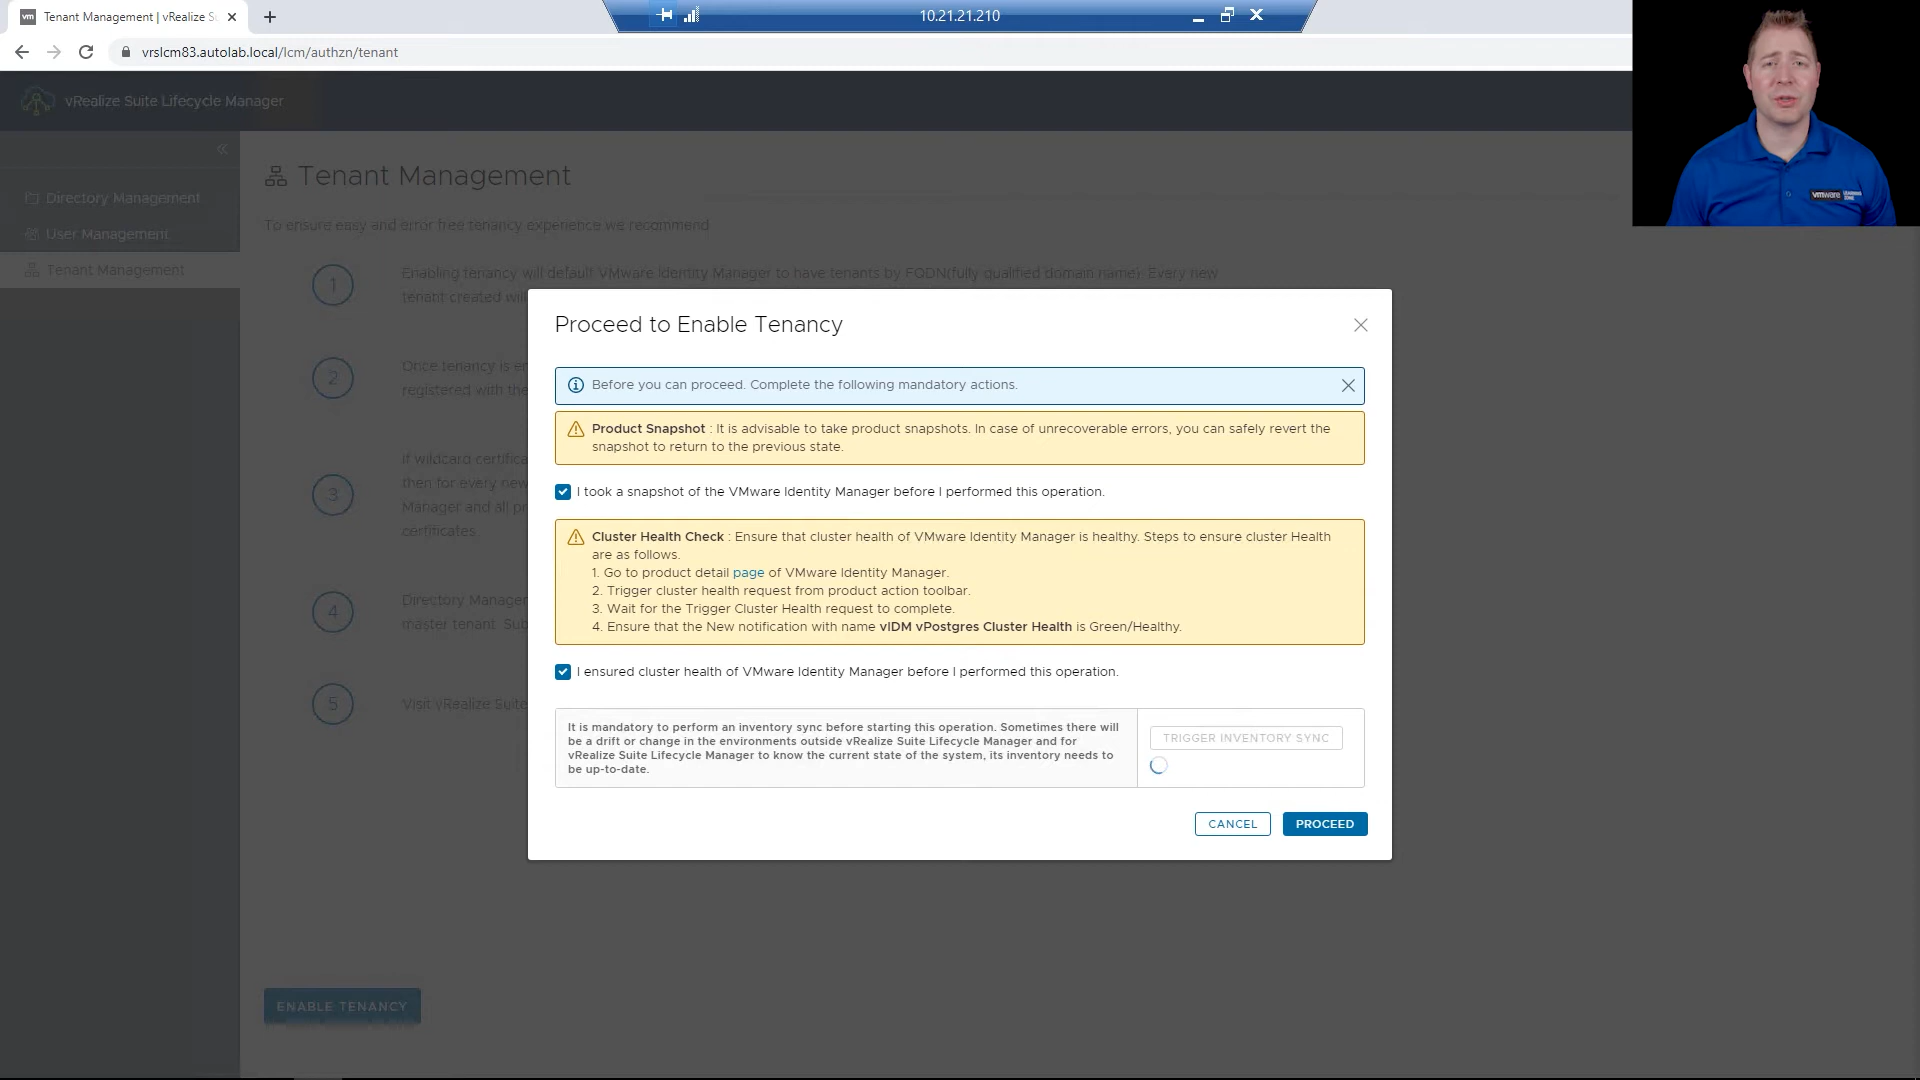 vm Tenant Management | vRealize Su
10.21.21.210
vrslcm83.autolab.local/lcm/authzn/tenant
vRealize Suite Lifecycle Manager
Directory Management
User Management
Tenant Management
Tenant Management
To ensure easy and error free tenancy experience we recommend
1
Enabling tenancy will default VMware Identity Manager to have tenants by FQDN(fully qualified domain name). Every new
tenant created will
2
Once tenancy is en
registered with the
3
If wildcard certifica
then for every new
Manager and all pr
certificates.
4
Directory Manager
master tenant. Sub
5
Visit vRealize Suite
ENABLE TENANCY
Proceed to Enable Tenancy
Before you can proceed. Complete the following mandatory actions.
Product Snapshot : It is advisable to take product snapshots. In case of unrecoverable errors, you can safely revert the
snapshot to return to the previous state.
I took a snapshot of the VMware Identity Manager before I performed this operation.
Cluster Health Check : Ensure that cluster health of VMware Identity Manager is healthy. Steps to ensure cluster Health
are as follows.
1. Go to product detail page of VMware Identity Manager.
2. Trigger cluster health request from product action toolbar.
3. Wait for the Trigger Cluster Health request to complete.
4. Ensure that the New notification with name vIDM vPostgres Cluster Health is Green/Healthy.
I ensured cluster health of VMware Identity Manager before I performed this operation.
It is mandatory to perform an inventory sync before starting this operation. Sometimes there will
be a drift or change in the environments outside vRealize Suite Lifecycle Manager and for
vRealize Suite Lifecycle Manager to know the current state of the system, its inventory needs to
be up-to-date.
TRIGGER INVENTORY SYNC
CANCEL
PROCEED
vmware